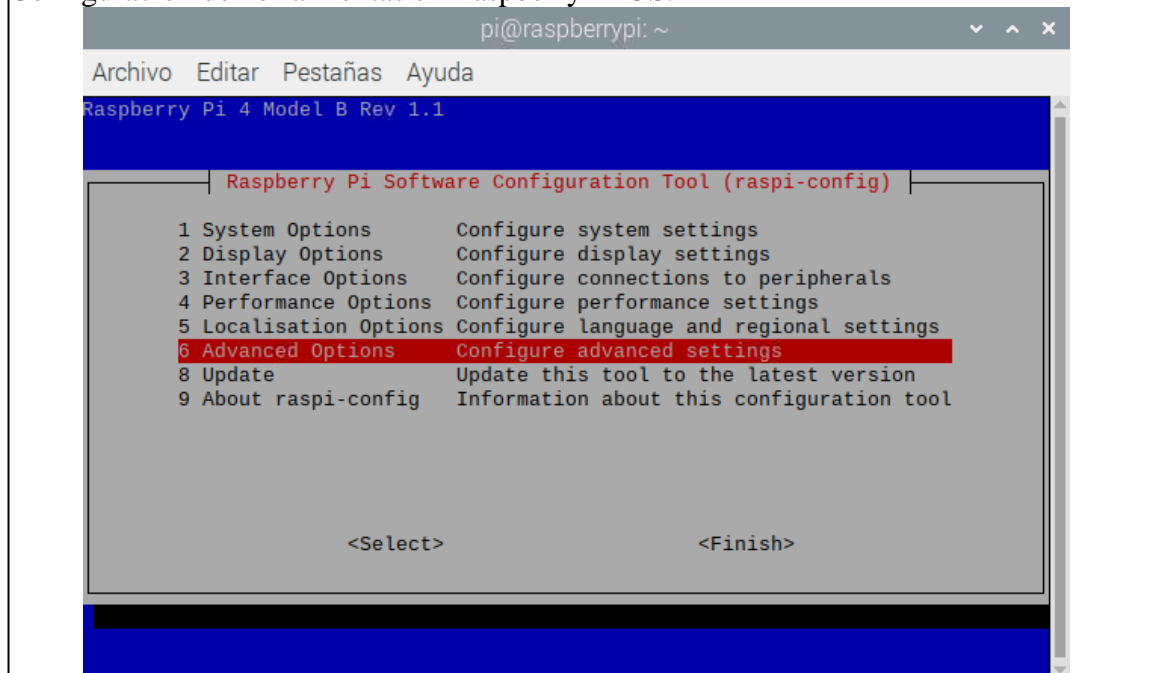 pi@raspberrypi: ~
Archivo Editar Pestañas Ayuda
Raspberry Pi 4 Model B Rev 1.1
Raspberry Pi Software Configuration Tool (raspi-config)
1 System Options Configure system settings
2 Display Options Configure display settings
3 Interface Options Configure connections to peripherals
4 Performance Options Configure performance settings
5 Localisation Options Configure language and regional settings
6 Advanced Options Configure advanced settings
8 Update Update this tool to the latest version
9 About raspi-config Information about this configuration tool
<Select> <Finish>